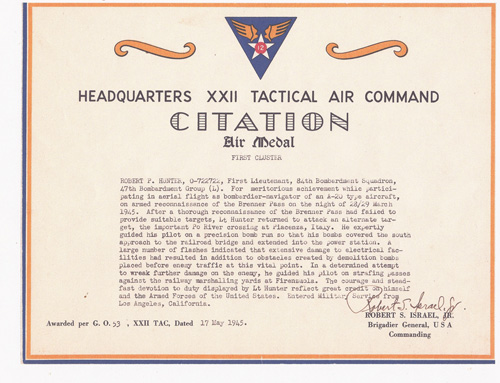 12
HEADQUARTERS XXII TACTICAL AIR COMMAND
CITATION
Air Medal
FIRST CLUSTER
ROBERT P. HUNTER, O-722722, First Lieutenant, 84th Bombardment Squadron,
47th Bombardment Group (L). For meritorious achievement while partici-
pating in aerial flight as bombardier-navigator of an A-20 type aircraft,
on armed reconnaissance of the Brenner Pass on the night of 28/29 March
1945. After a thorough reconnaissance of the Brenner Pass had failed to
provide suitable targets, Lt Hunter returned to attack an alternate tar-
get, the important Po River crossing at Piacenza, Italy. He expertly
guided his pilot on a precision bomb run so that his bombs covered the south
approach to the railroad bridge and extended into the power station. A
large number of flashes indicated that extensive damage to electrical faci-
lities had resulted in addition to obstacles created by demolition bombs
placed before enemy traffic at this vital point. In a determined attempt
to wreak further damage on the enemy, he guided his pilot on strafing passes
against the railway marshalling yards at Firenzuola. The courage and stead-
fast devotion to duty displayed by Lt Hunter reflect great credit on himself
and the Armed Forces of the United States. Entered Military Service from
Los Angeles, California.
Robert S. Israel, Jr.
ROBERT S. ISRAEL, JR.
Brigadier General, U S A
Commanding
Awarded per G. O. 53 , XXII TAC, Dated 17 May 1945.